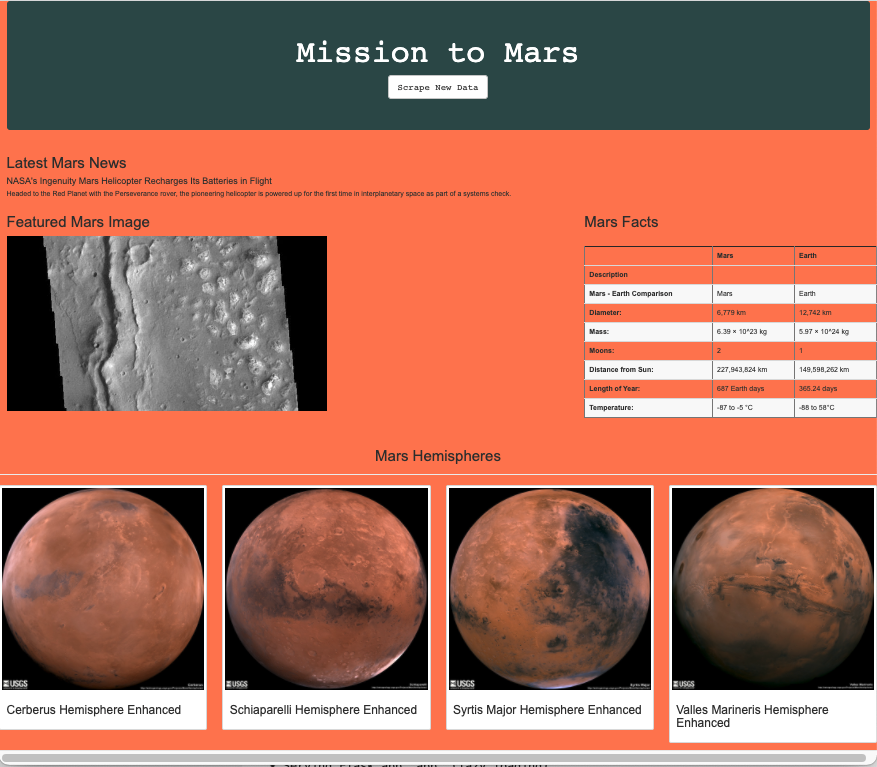 Mission to Mars
Scrape New Data
Latest Mars News
NASA's Ingenuity Mars Helicopter Recharges Its Batteries in Flight
Headed to the Red Planet with the Perseverance rover, the pioneering helicopter is powered up for the first time in interplanetary space as part of a systems check.
Featured Mars Image
Mars Facts
Mars Earth
Description
Mars - Earth Comparison Mars Earth
Diameter: 6,779 km 12,742 km
Mass: 6.39 × 10^23 kg 5.97 × 10^24 kg
Moons: 2 1
Distance from Sun: 227,943,824 km 149,598,262 km
Length of Year: 687 Earth days 365.24 days
Temperature: -87 to -5 °C -88 to 58°C
Mars Hemispheres
USGS
USGS
USGS
USGS
Cerberus Hemisphere Enhanced
Schiaparelli Hemisphere Enhanced
Syrtis Major Hemisphere Enhanced
Valles Marineris Hemisphere
Enhanced